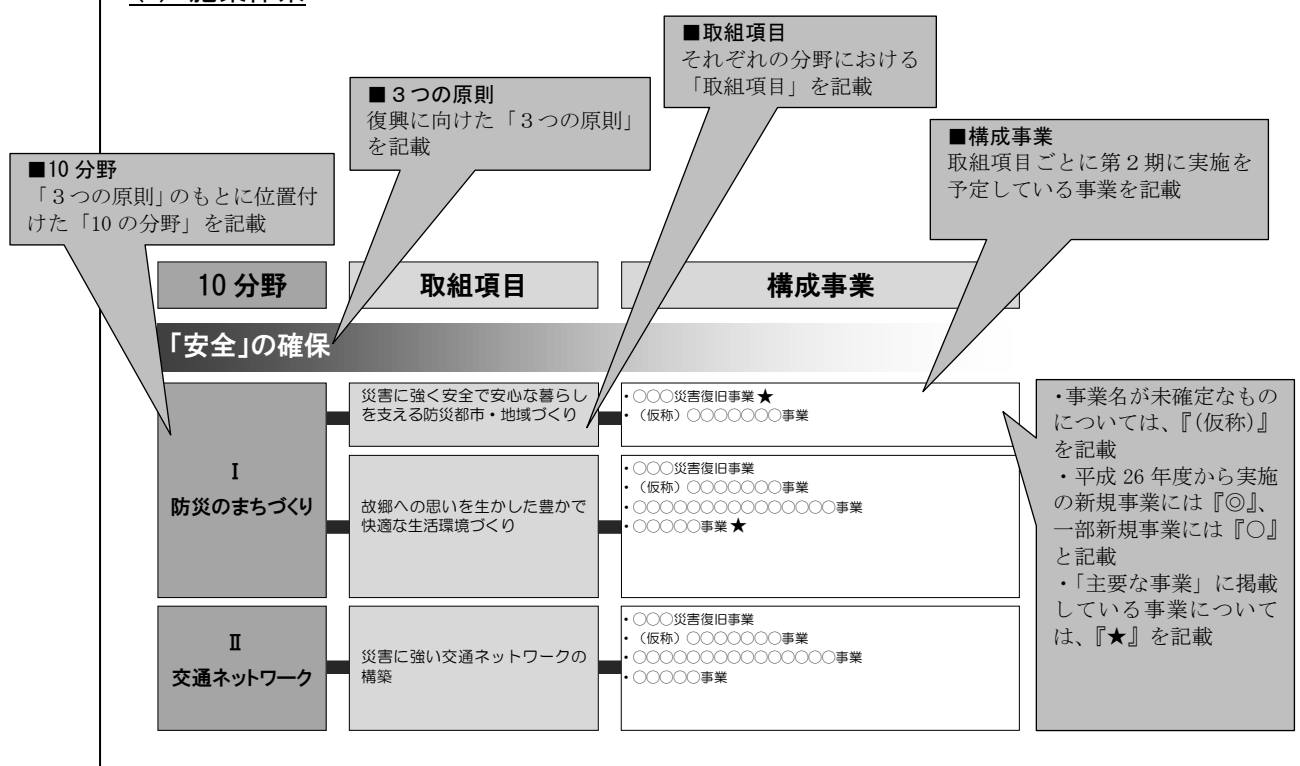 ■取組項目
それぞれの分野における
「取組項目」を記載
■３つの原則
復興に向けた「３つの原則」
を記載
■構成事業
取組項目ごとに第２期に実施を
予定している事業を記載
■10 分野
「３つの原則」のもとに位置付
けた「10 の分野」を記載
10 分野
取組項目
構成事業
「安全」の確保
Ⅰ
防災のまちづくり
災害に強く安全で安心な暮らし
を支える防災都市・地域づくり
・○○○災害復旧事業★
・（仮称）○○○○○○○事業
故郷への思いを生かした豊かで
快適な生活環境づくり
・○○○災害復旧事業
・（仮称）○○○○○○○事業
・○○○○○○○○○○○○○○○事業
・○○○○○事業★
Ⅱ
交通ネットワーク
災害に強い交通ネットワークの
構築
・○○○災害復旧事業
・（仮称）○○○○○○○事業
・○○○○○○○○○○○○○○○事業
・○○○○○事業
・事業名が未確定なもの
については、『(仮称)』
を記載
・平成 26 年度から実施
の新規事業には『◎』、
一部新規事業には『○』
と記載
・「主要な事業」に掲載
している事業について
は、『★』を記載